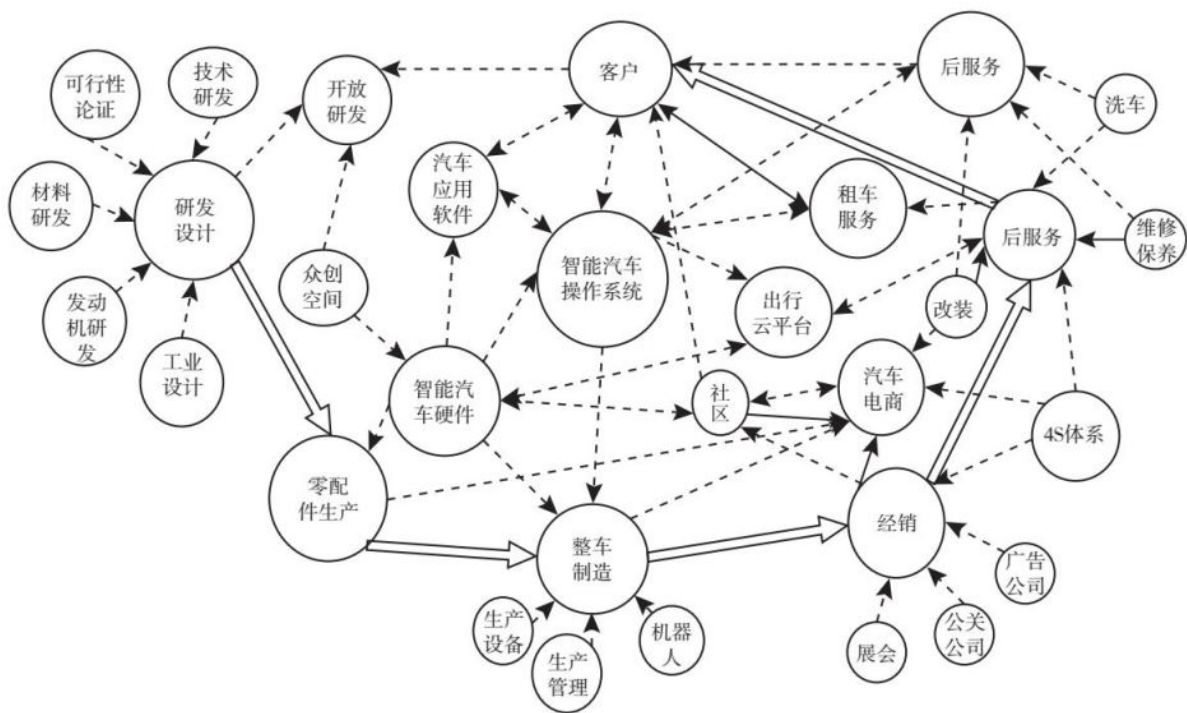 可行性
论证
技术
研发
开放
研发
客户
后服务
洗车
材料
研发
研发
设计
汽车
应用
软件
租车
服务
后服务
维修
保养
众创
空间
智能汽车
操作系统
出行
云平台
改装
发动
机研
发
工业
设计
智能汽
车硬件
社
区
汽车
电商
4S体系
零配
件生产
整车
制造
经销
广告
公司
生产
设备
生产
管理
机器
人
展会
公关
公司